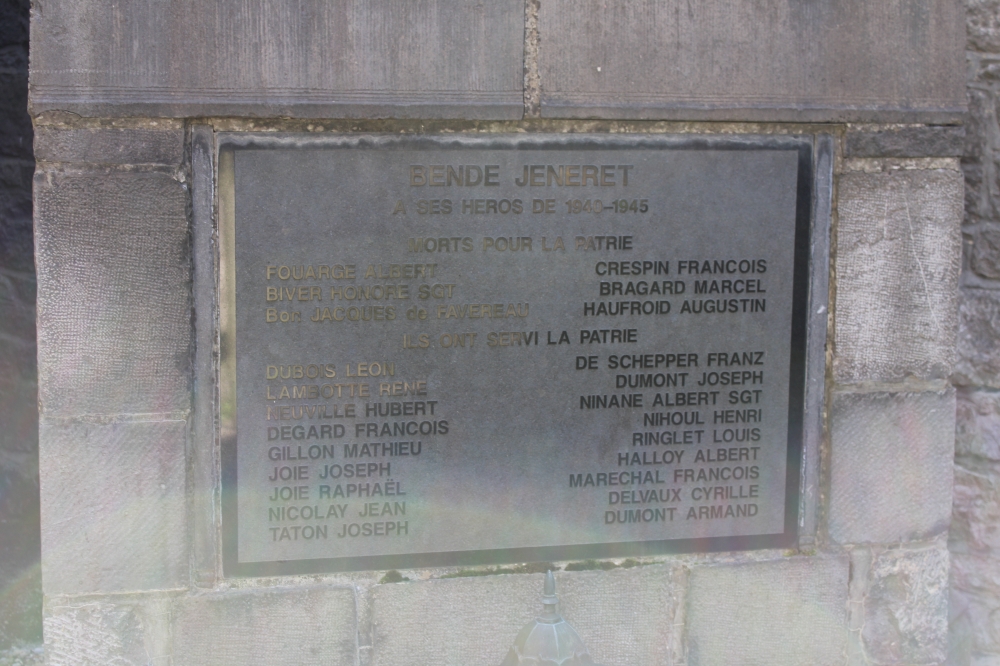 BENDE JENERET
A SES HEROS DE 1940–1945
MORTS POUR LA PATRIE
FOUARGE ALBERT CRESPIN FRANCOIS
BIVER HONORE SGT BRAGARD MARCEL
Bon JACQUES de FAVEREAU HAUFROID AUGUSTIN
ILS ONT SERVI LA PATRIE
DUBOIS LÉON DE SCHEPPER FRANZ
LAMBOTTE RENE DUMONT JOSEPH
NEUVILLE HUBERT NINANE ALBERT SGT
DEGARD FRANCOIS NIHOUL HENRI
GILLON MATHIEU RINGLET LOUIS
JOIE JOSEPH HALLOY ALBERT
JOIE RAPHAËL MARECHAL FRANCOIS
NICOLAY JEAN DELVAUX CYRILLE
TATON JOSEPH DUMONT ARMAND